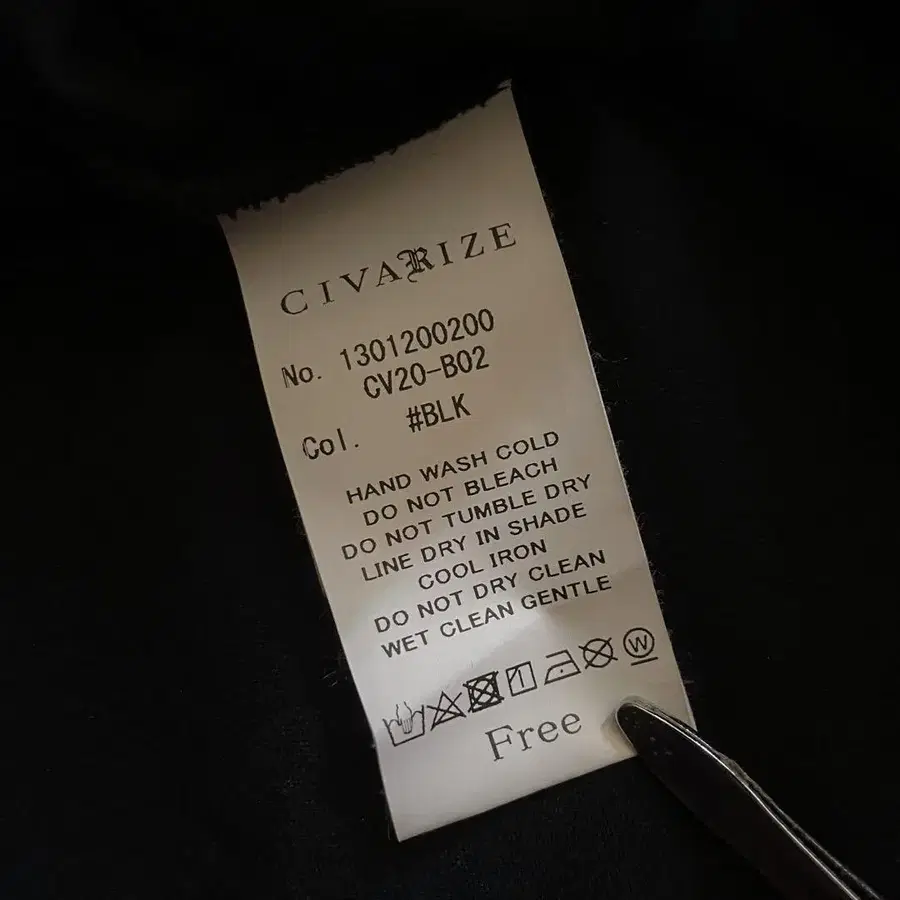 CIVARIZE
No. 1301200200
CV20-B02
Col. #BLK
HAND WASH COLD
DO NOT BLEACH
DO NOT TUMBLE DRY
LINE DRY IN SHADE
COOL IRON
DO NOT DRY CLEAN
WET CLEAN GENTLE
W
Free